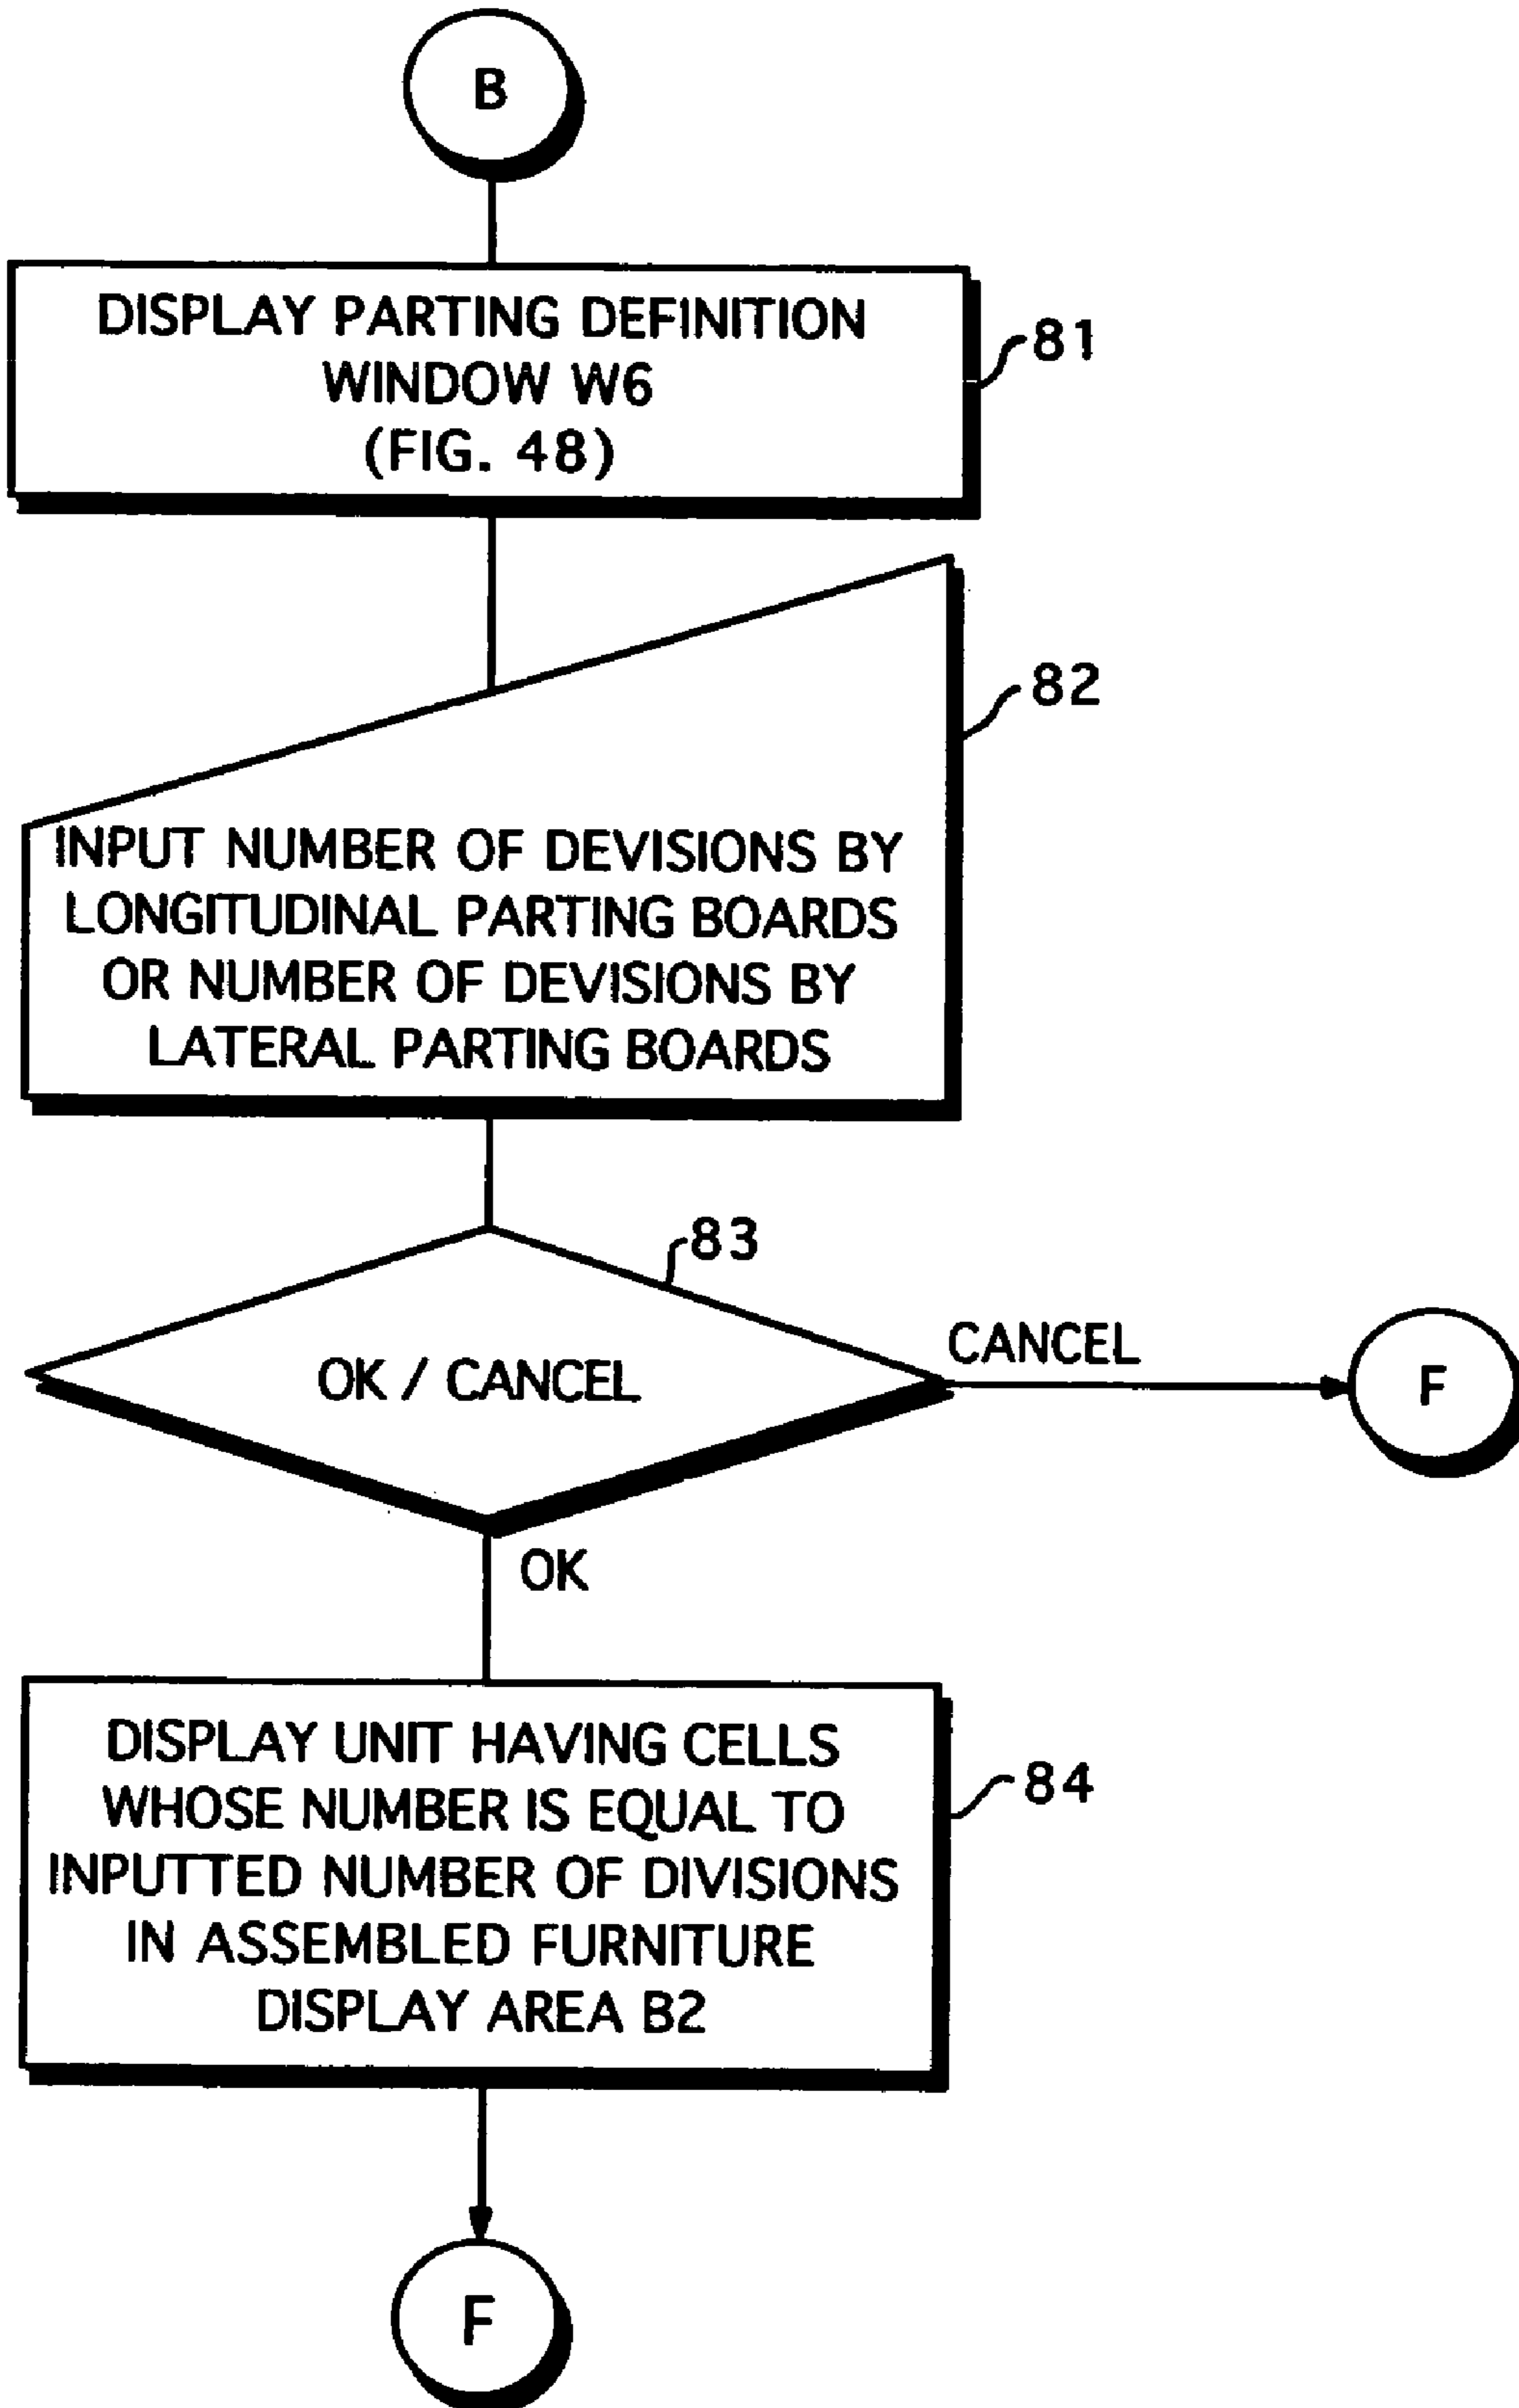 B
DISPLAY PARTING DEFINITION
WINDOW W6
(FIG. 48)
81
82
INPUT NUMBER OF DEVISIONS BY
LONGITUDINAL PARTING BOARDS
OR NUMBER OF DEVISIONS BY
LATERAL PARTING BOARDS
83
OK / CANCEL
CANCEL
F
OK
DISPLAY UNIT HAVING CELLS
WHOSE NUMBER IS EQUAL TO
INPUTTED NUMBER OF DIVISIONS
IN ASSEMBLED FURNITURE
DISPLAY AREA B2
84
F